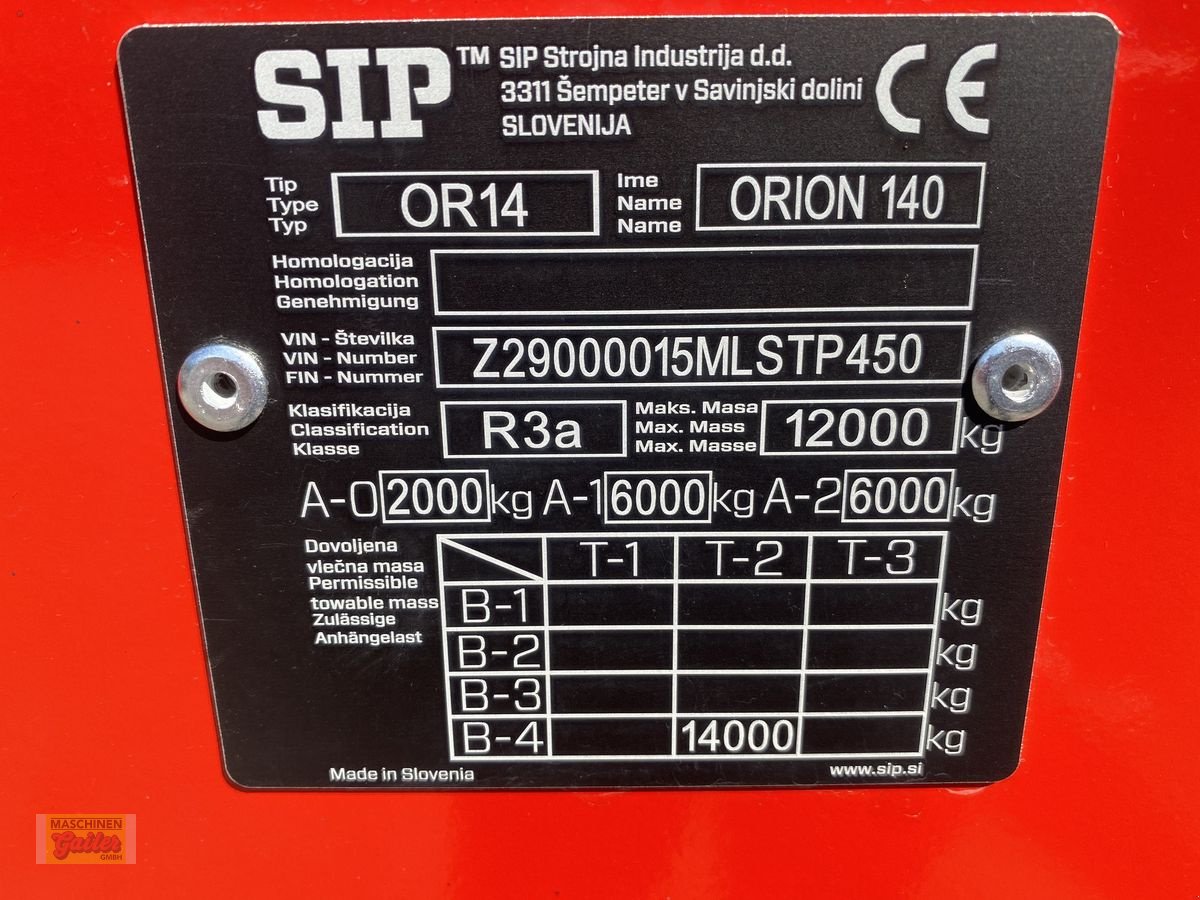 SIP™ SIP Strojna Industrija d.d.
3311 Šempeter v Savinjski dolini
SLOVENIJA
CE
Tip
Type
Typ
OR14
Ime
Name
Name
ORION 140
Homologacija
Homologation
Genehmigung
VIN - Številka
VIN - Number
FIN - Nummer
Z29000015MLSTP450
Klasifikacija
Classification
Klasse
R3a
Maks. Masa
Max. Mass
Max. Masse
12000 kg
A-0 2000 kg A-1 6000 kg A-2 6000 kg
Dovoljena
vlečna masa
Permissible
towable mass
Zulässige
Anhängelast
T-1 T-2 T-3
B-1 kg
B-2 kg
B-3 kg
B-4 14000 kg
Made in Slovenia
www.sip.si
MASCHINEN
Gailer
GMBH